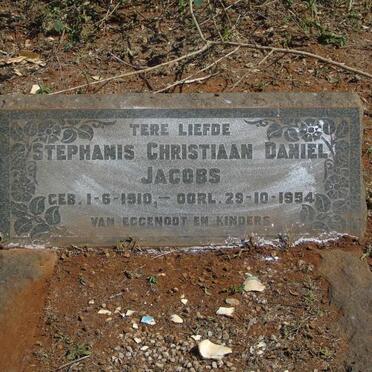 TERE LIEFDE
STEPHANIS CHRISTIAAN DANIEL
JACOBS
GEB. 1-6-1910, — OORL. 29-10-1954
VAN EGGENOOT EN KINDERS